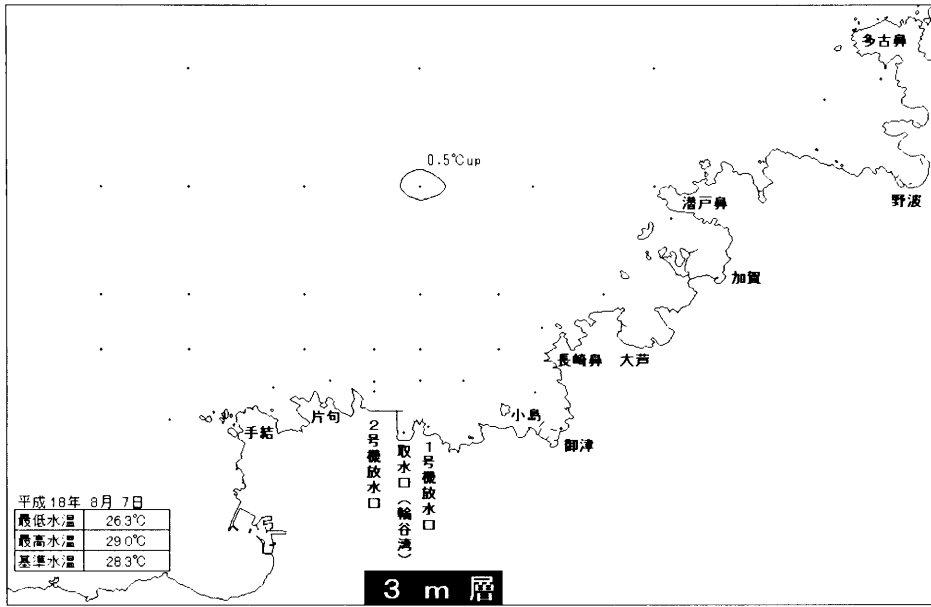 多古鼻
0.5℃up
潜戸鼻
野波
加賀
長崎鼻
大芦
小島
御津
片句
手結
2号機放水口
取水口(輪谷湾)
1号機放水口
平成18年 8月 7日
最低水温 26.3℃
最高水温 29.0℃
基準水温 28.3℃
3 m 層